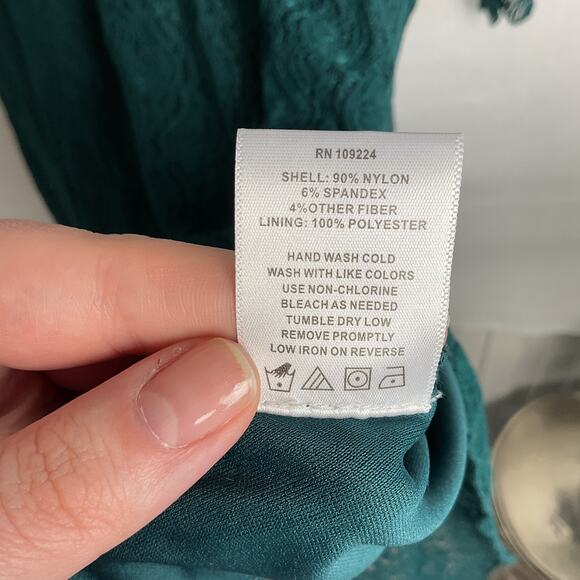 RN 109224
SHELL: 90% NYLON
6% SPANDEX
4%OTHER FIBER
LINING: 100% POLYESTER
HAND WASH COLD
WASH WITH LIKE COLORS
USE NON-CHLORINE
BLEACH AS NEEDED
TUMBLE DRY LOW
REMOVE PROMPTLY
LOW IRON ON REVERSE